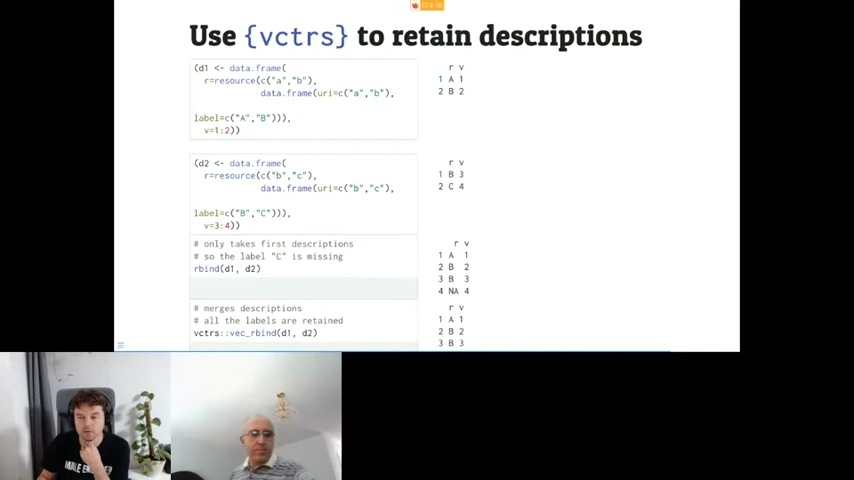 Use {vctrs} to retain descriptions
(d1 <- data.frame(
r=resource(c("a","b"),
data.frame(uri=c("a","b"),
label=c("A","B"))),
v=1:2))
r v
1 A 1
2 B 2
(d2 <- data.frame(
r=resource(c("b","c"),
data.frame(uri=c("b","c"),
label=c("B","C"))),
v=3:4))
r v
1 B 3
2 C 4
# only takes first descriptions
# so the label "C" is missing
rbind(d1, d2)
r v
1 A 1
2 B 2
3 B 3
4 NA 4
# merges descriptions
# all the labels are retained
vctrs::vec_rbind(d1, d2)
r v
1 A 1
2 B 2
3 B 3
MALE